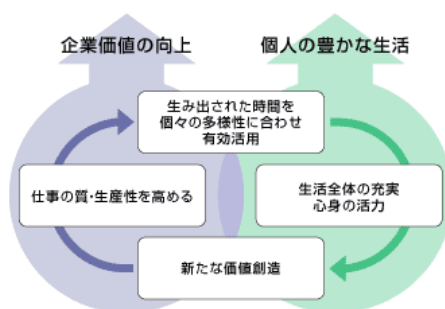 企業価値の向上
個人の豊かな生活
生み出された時間を
個々の多様性に合わせ
有効活用
仕事の質・生産性を高める
生活全体の充実
心身の活力
新たな価値創造